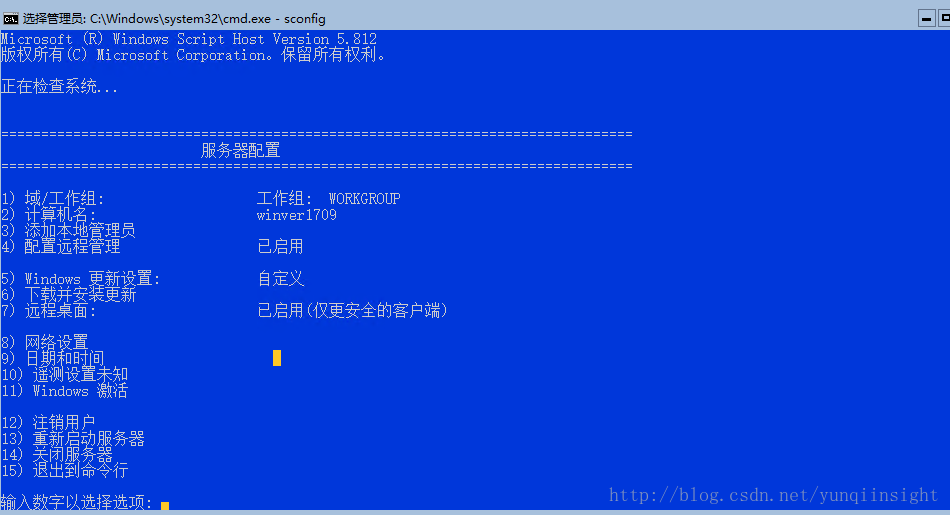 选择管理员: C:\Windows\system32\cmd.exe - sconfig
Microsoft (R) Windows Script Host Version 5.812
版权所有(C) Microsoft Corporation。保留所有权利。
正在检查系统...
===============================================================================
服务器配置
===============================================================================
1) 域/工作组: 工作组: WORKGROUP
2) 计算机名: winver1709
3) 添加本地管理员
4) 配置远程管理 已启用
5) Windows 更新设置: 自定义
6) 下载并安装更新
7) 远程桌面: 已启用(仅更安全的客户端)
8) 网络设置
9) 日期和时间
10) 遥测设置未知
11) Windows 激活
12) 注销用户
13) 重新启动服务器
14) 关闭服务器
15) 退出到命令行
输入数字以选择选项:
http://blog.csdn.net/yunqiinsight